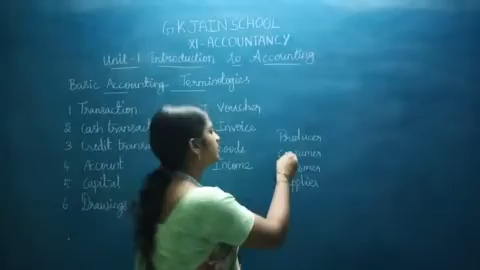 G K JAIN SCHOOL
XI-ACCOUNTANCY
Unit-1 Introduction to Accounting
Basic Accounting Terminologies
1 Transaction
2 Cash
3 Credit
4 Account
5 Capital
6 Drawings
Voucher
Invoice
Income
Producer